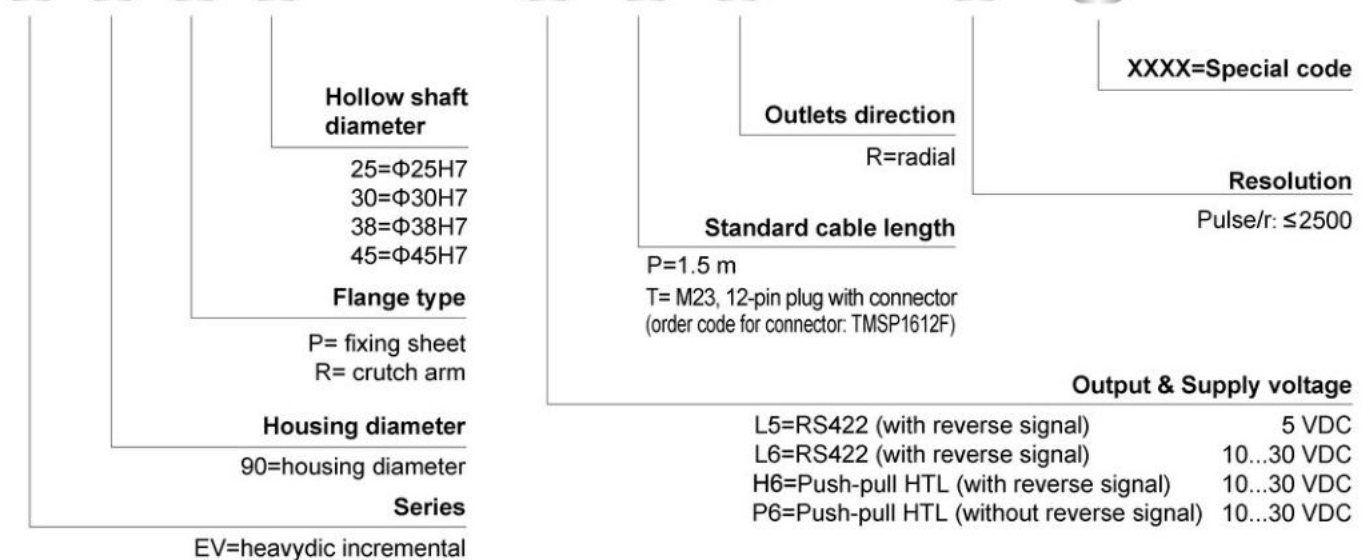 XXXX=Special code
Hollow shaft
diameter
25=Φ25H7
30=Φ30H7
38=Φ38H7
45=Φ45H7
Outlets direction
R=radial
Resolution
Pulse/r: ≤2500
Standard cable length
P=1.5 m
T= M23, 12-pin plug with connector
(order code for connector: TMSP1612F)
Flange type
P= fixing sheet
R= crutch arm
Output & Supply voltage
L5=RS422 (with reverse signal) 5 VDC
L6=RS422 (with reverse signal) 10...30 VDC
H6=Push-pull HTL (with reverse signal) 10...30 VDC
P6=Push-pull HTL (without reverse signal) 10...30 VDC
Housing diameter
90=housing diameter
Series
EV=heavydic incremental